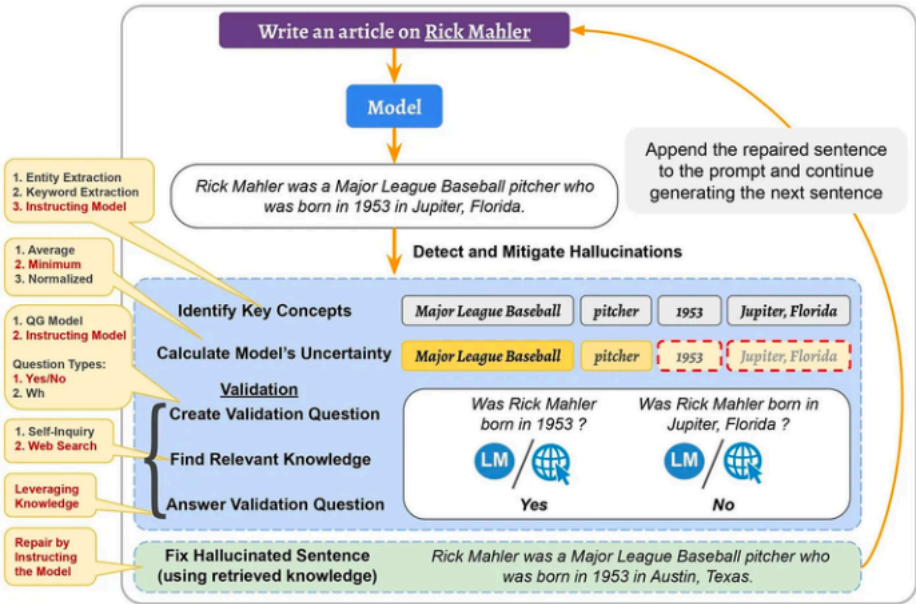 Write an article on Rick Mahler
Model
Append the repaired sentence
to the prompt and continue
generating the next sentence
Rick Mahler was a Major League Baseball pitcher who
was born in 1953 in Jupiter, Florida.
Detect and Mitigate Hallucinations
1. Entity Extraction
2. Keyword Extraction
3. Instructing Model
1. Average
2. Minimum
3. Normalized
1. QG Model
2. Instructing Model
Question Types:
1. Yes/No
2. Wh
1. Self-Inquiry
2. Web Search
Leveraging
Knowledge
Repair by
Instructing
the Model
Identify Key Concepts
Major League Baseball
pitcher
1953
Jupiter, Florida
Calculate Model's Uncertainty
Major League Baseball
pitcher
1953
Jupiter, Florida
Validation
Create Validation Question
Find Relevant Knowledge
Answer Validation Question
Was Rick Mahler
born in 1953 ?
LM
Yes
Was Rick Mahler born in
Jupiter, Florida ?
LM
No
Fix Hallucinated Sentence
(using retrieved knowledge)
Rick Mahler was a Major League Baseball pitcher who
was born in 1953 in Austin, Texas.